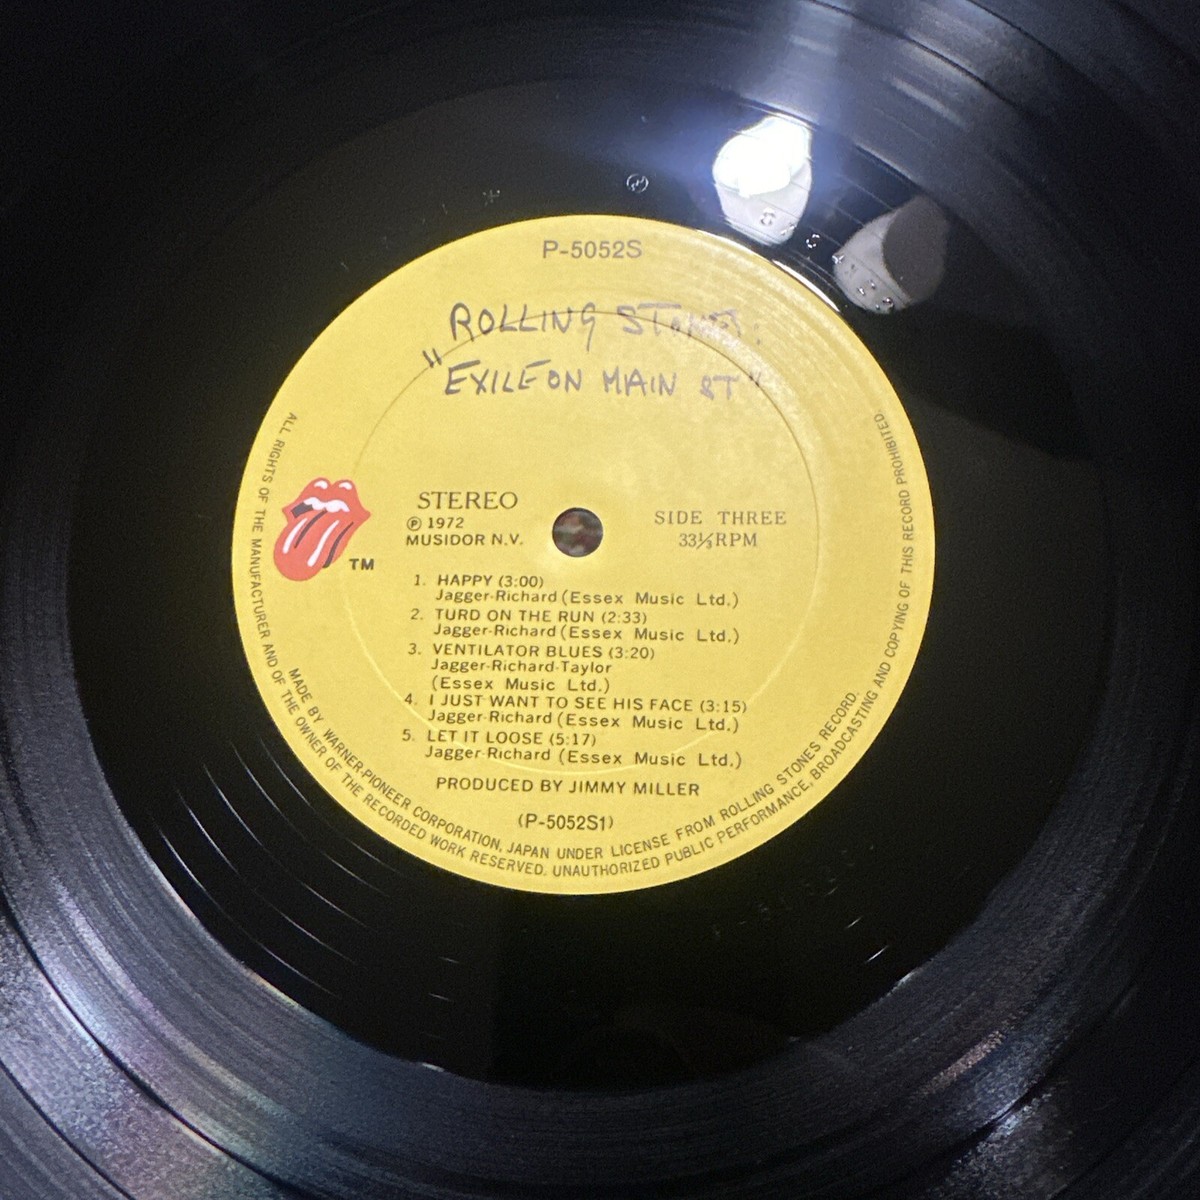 P-5052S
ROLLING STONES:
"EXILE ON MAIN ST"
STEREO
Ⓟ 1972
MUSIDOR N.V.
SIDE THREE
33⅓RPM
TM
1. HAPPY (3:00)
Jagger-Richard (Essex Music Ltd.)
2. TURD ON THE RUN (2:33)
Jagger-Richard (Essex Music Ltd.)
3. VENTILATOR BLUES (3:20)
Jagger-Richard-Taylor
(Essex Music Ltd.)
4. I JUST WANT TO SEE HIS FACE (3:15)
Jagger-Richard (Essex Music Ltd.)
5. LET IT LOOSE (5:17)
Jagger-Richard (Essex Music Ltd.)
PRODUCED BY JIMMY MILLER
(P-5052S1)
MADE BY WARNER-PIONEER CORPORATION, JAPAN UNDER LICENSE FROM ROLLING STONES RECORD.
ALL RIGHTS OF THE MANUFACTURER AND OF THE OWNER OF THE RECORDED WORK RESERVED. UNAUTHORIZED PUBLIC PERFORMANCE, BROADCASTING AND COPYING OF THIS RECORD PROHIBITED.